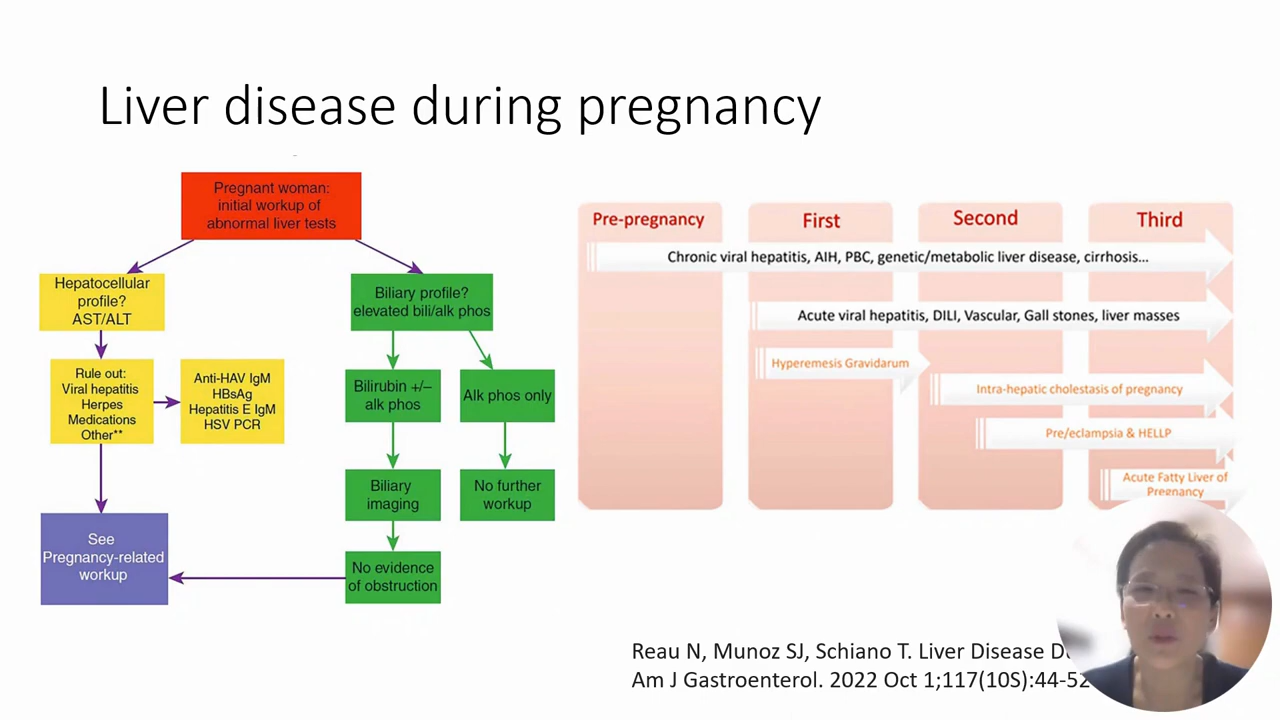 Liver disease during pregnancy
Pregnant woman:
initial workup of
abnormal liver tests
Hepatocellular
profile?
AST/ALT
Biliary profile?
elevated bili/alk phos
Rule out:
Viral hepatitis
Herpes
Medications
Other**
Anti-HAV IgM
HBsAg
Hepatitis E IgM
HSV PCR
Bilirubin +/–
alk phos
Alk phos only
Biliary
imaging
No further
workup
See
Pregnancy-related
workup
No evidence
of obstruction
Pre-pregnancy
First
Second
Third
Chronic viral hepatitis, AIH, PBC, genetic/metabolic liver disease, cirrhosis...
Acute viral hepatitis, DILI, Vascular, Gall stones, liver masses
Hyperemesis Gravidarum
Intra-hepatic cholestasis of pregnancy
Pre/eclampsia & HELLP
Acute Fatty Liver of
Pregnancy
Reau N, Munoz SJ, Schiano T. Liver Disease
Am J Gastroenterol. 2022 Oct 1;117(10S):44-52